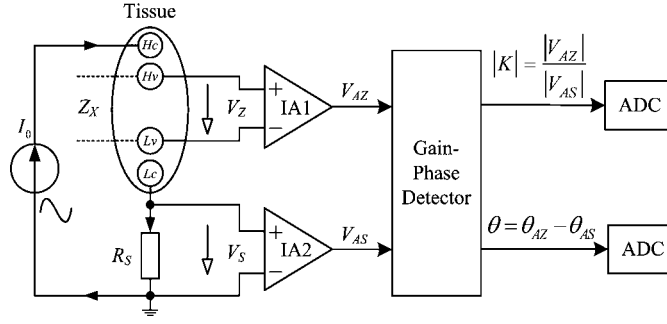 Tissue
Hc
Hv
Z_X
Lv
Lc
I_0
V_Z
+
−
IA1
V_AZ
R_S
V_S
+
−
IA2
V_AS
Gain-
Phase
Detector
|K| = |V_AZ| / |V_AS|
ADC
θ = θ_AZ − θ_AS
ADC